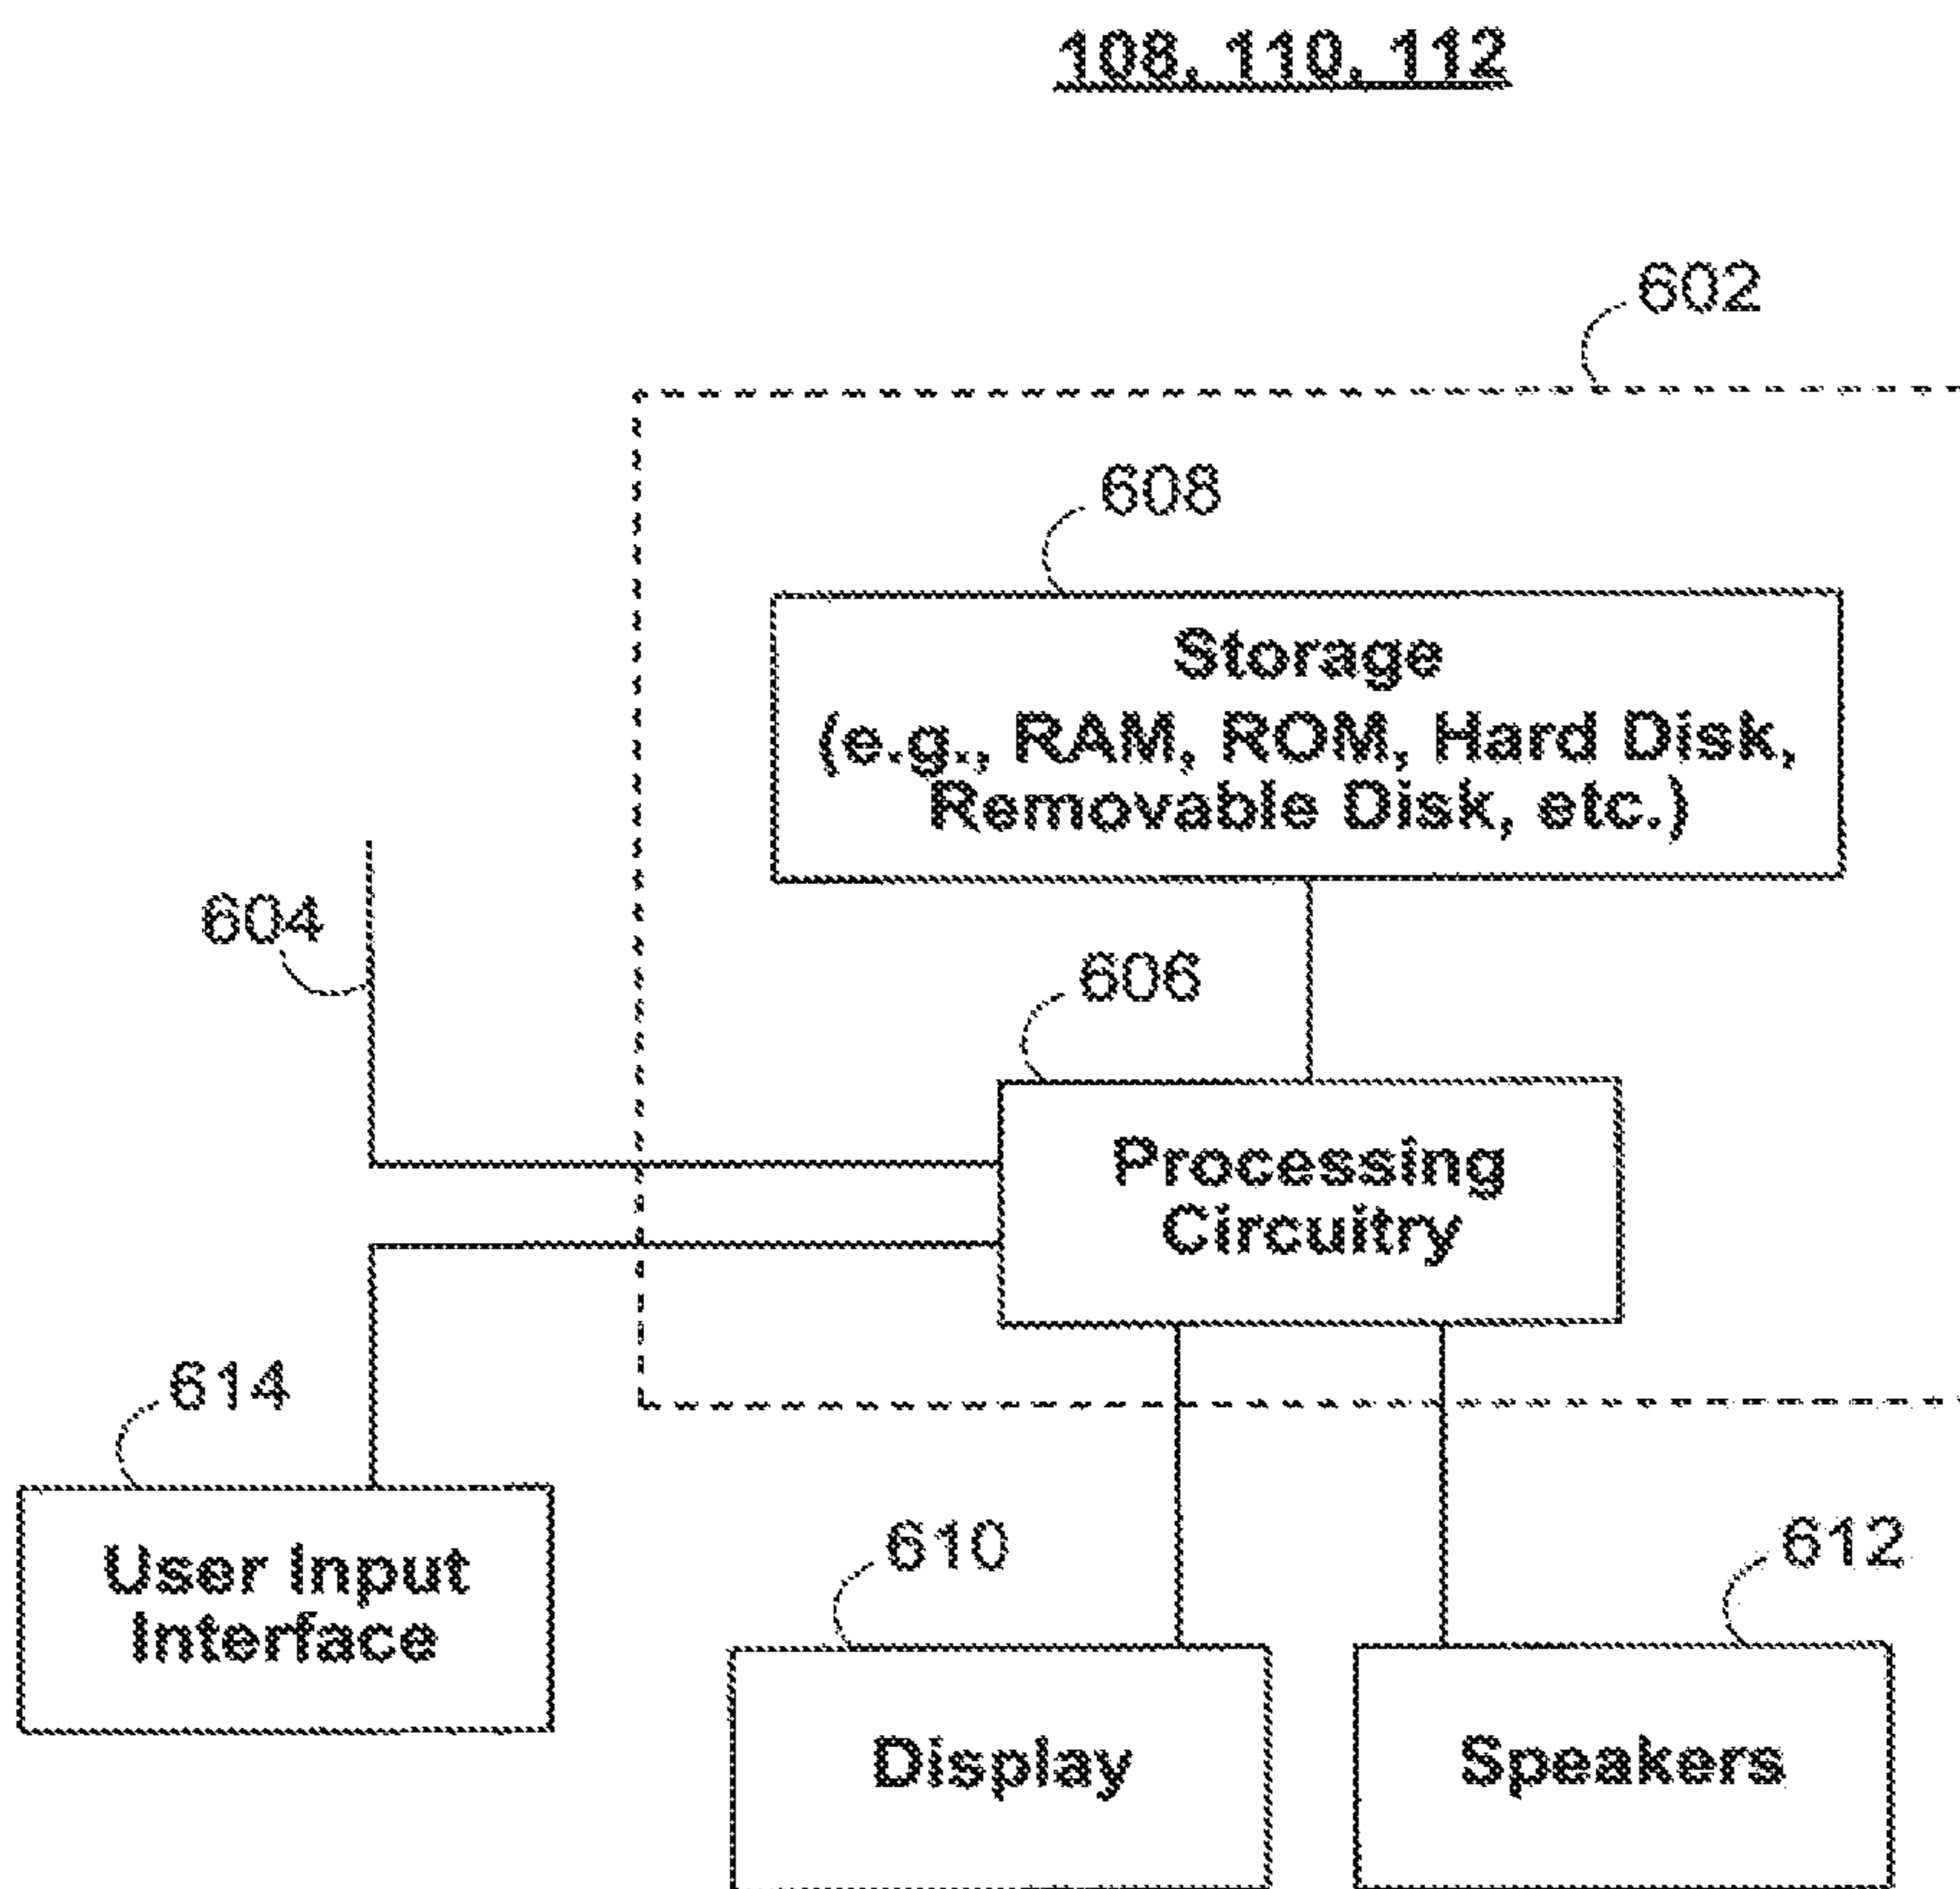 108, 110, 112
602
608
Storage
(e.g., RAM, ROM, Hard Disk,
Removable Disk, etc.)
604
606
Processing
Circuitry
614
User Input
Interface
610
Display
612
Speakers